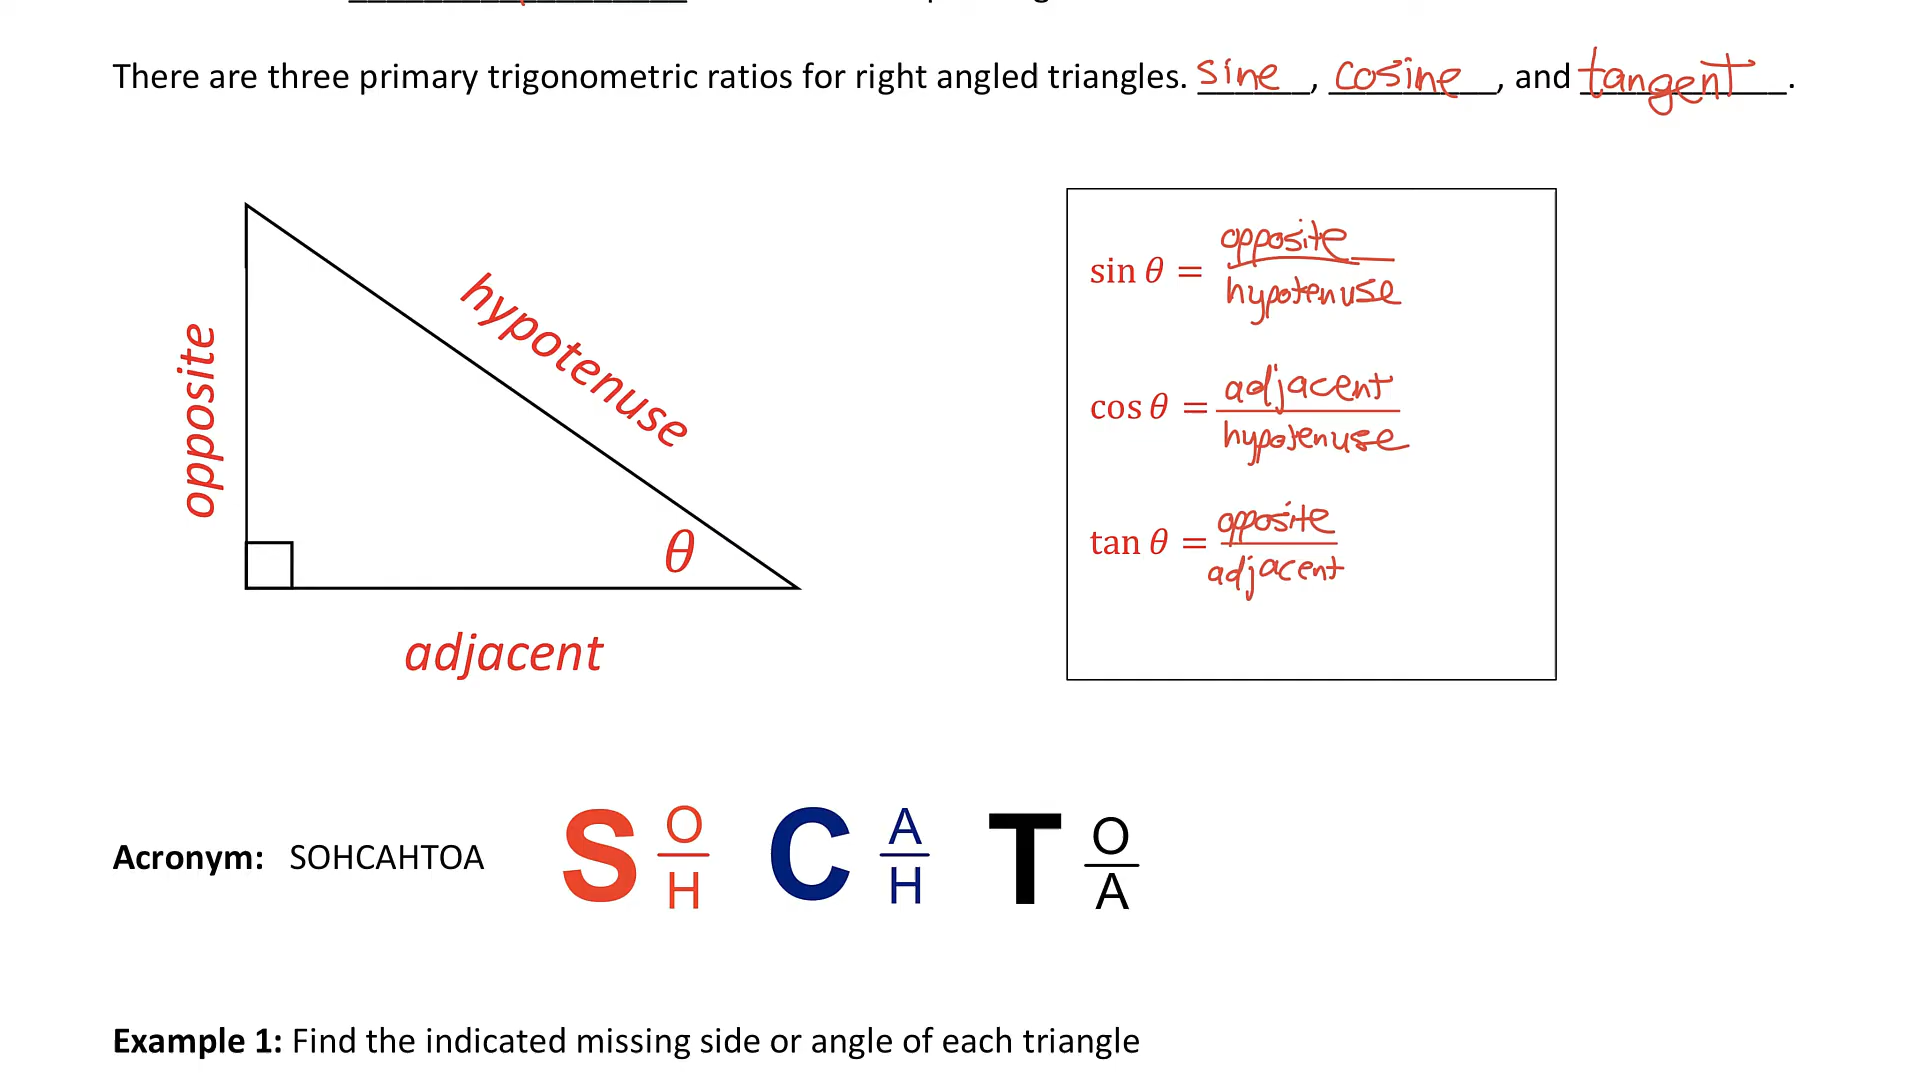 There are three primary trigonometric ratios for right angled triangles. sine, cosine, and tangent.
opposite
hypotenuse
θ
adjacent
sin θ = opposite
hypotenuse
cos θ = adjacent
hypotenuse
tan θ = opposite
adjacent
Acronym: SOHCAHTOA S O/H C A/H T O/A
Example 1: Find the indicated missing side or angle of each triangle